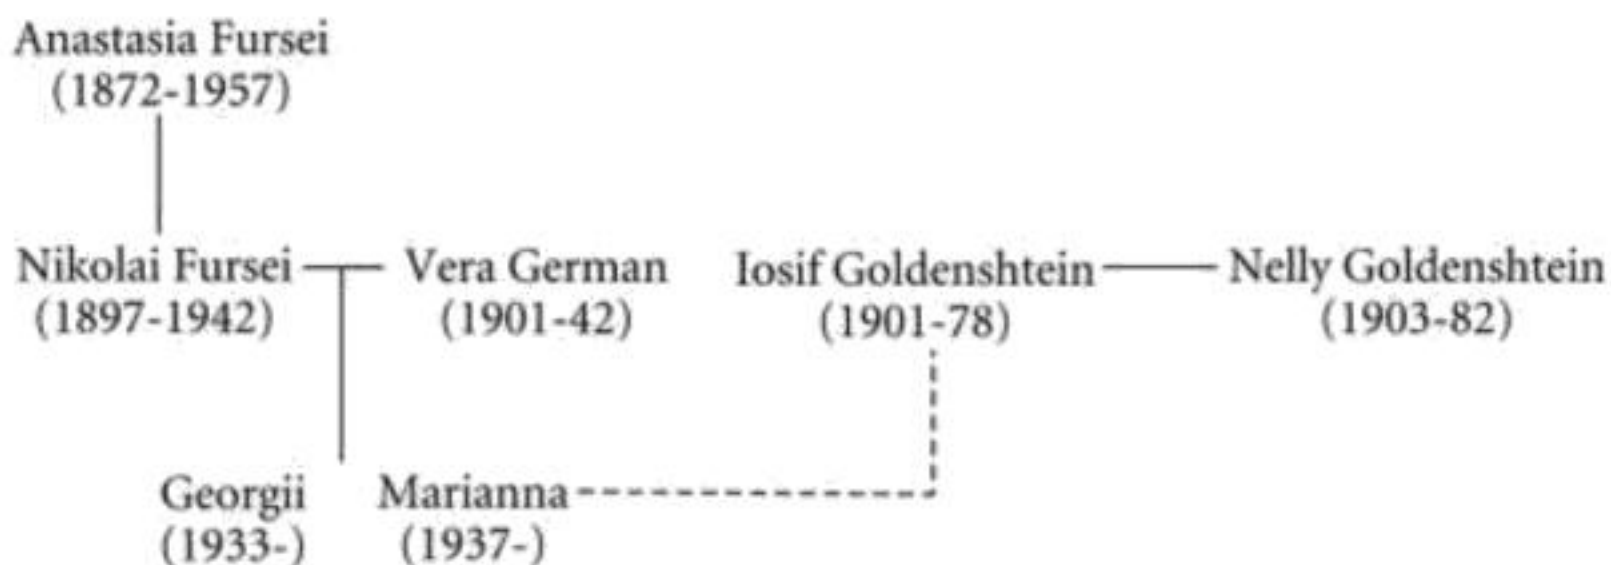 Anastasia Fursei
(1872-1957)
Nikolai Fursei
(1897-1942)
Vera German
(1901-42)
Iosif Goldenshtein
(1901-78)
Nelly Goldenshtein
(1903-82)
Georgii
(1933-)
Marianna
(1937-)